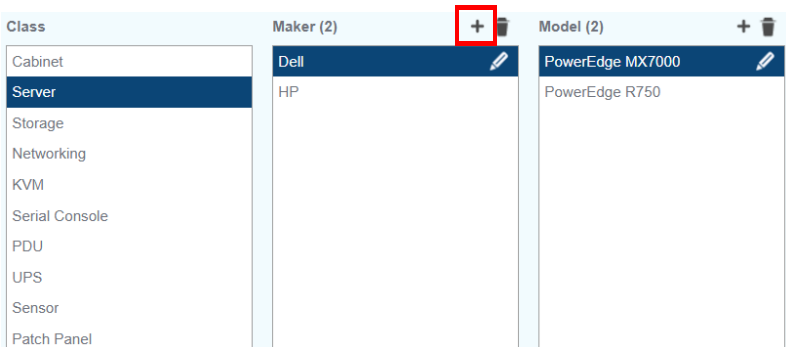 Class
Maker (2)
Model (2)
Cabinet
Server
Storage
Networking
KVM
Serial Console
PDU
UPS
Sensor
Patch Panel
Dell
HP
PowerEdge MX7000
PowerEdge R750